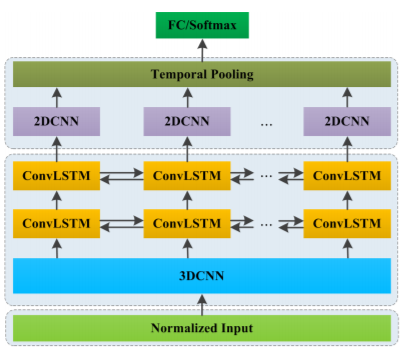 FC/Softmax
Temporal Pooling
2DCNN 2DCNN ... 2DCNN
ConvLSTM ConvLSTM ... ConvLSTM
ConvLSTM ConvLSTM ... ConvLSTM
3DCNN
Normalized Input